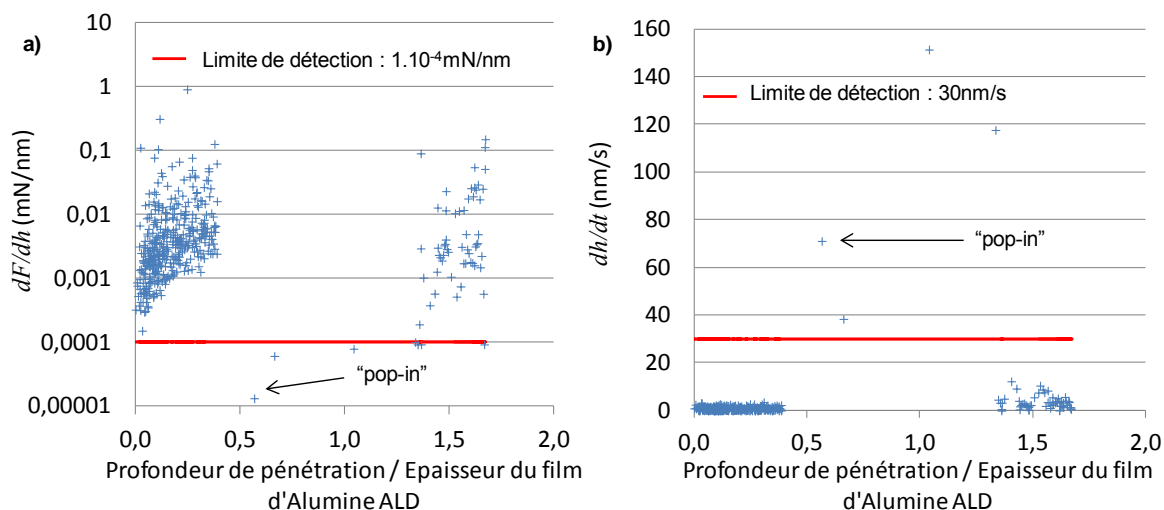 a)
10
1
0,1
0,01
0,001
0,0001
0,00001
dF/dh (mN/nm)
Limite de détection : 1.10-4mN/nm
"pop-in"
0,0
0,5
1,0
1,5
2,0
Profondeur de pénétration / Epaisseur du film
d'Alumine ALD
b)
160
140
120
100
80
60
40
20
0
dh/dt (nm/s)
Limite de détection : 30nm/s
"pop-in"
0,0
0,5
1,0
1,5
2,0
Profondeur de pénétration / Epaisseur du film
d'Alumine ALD